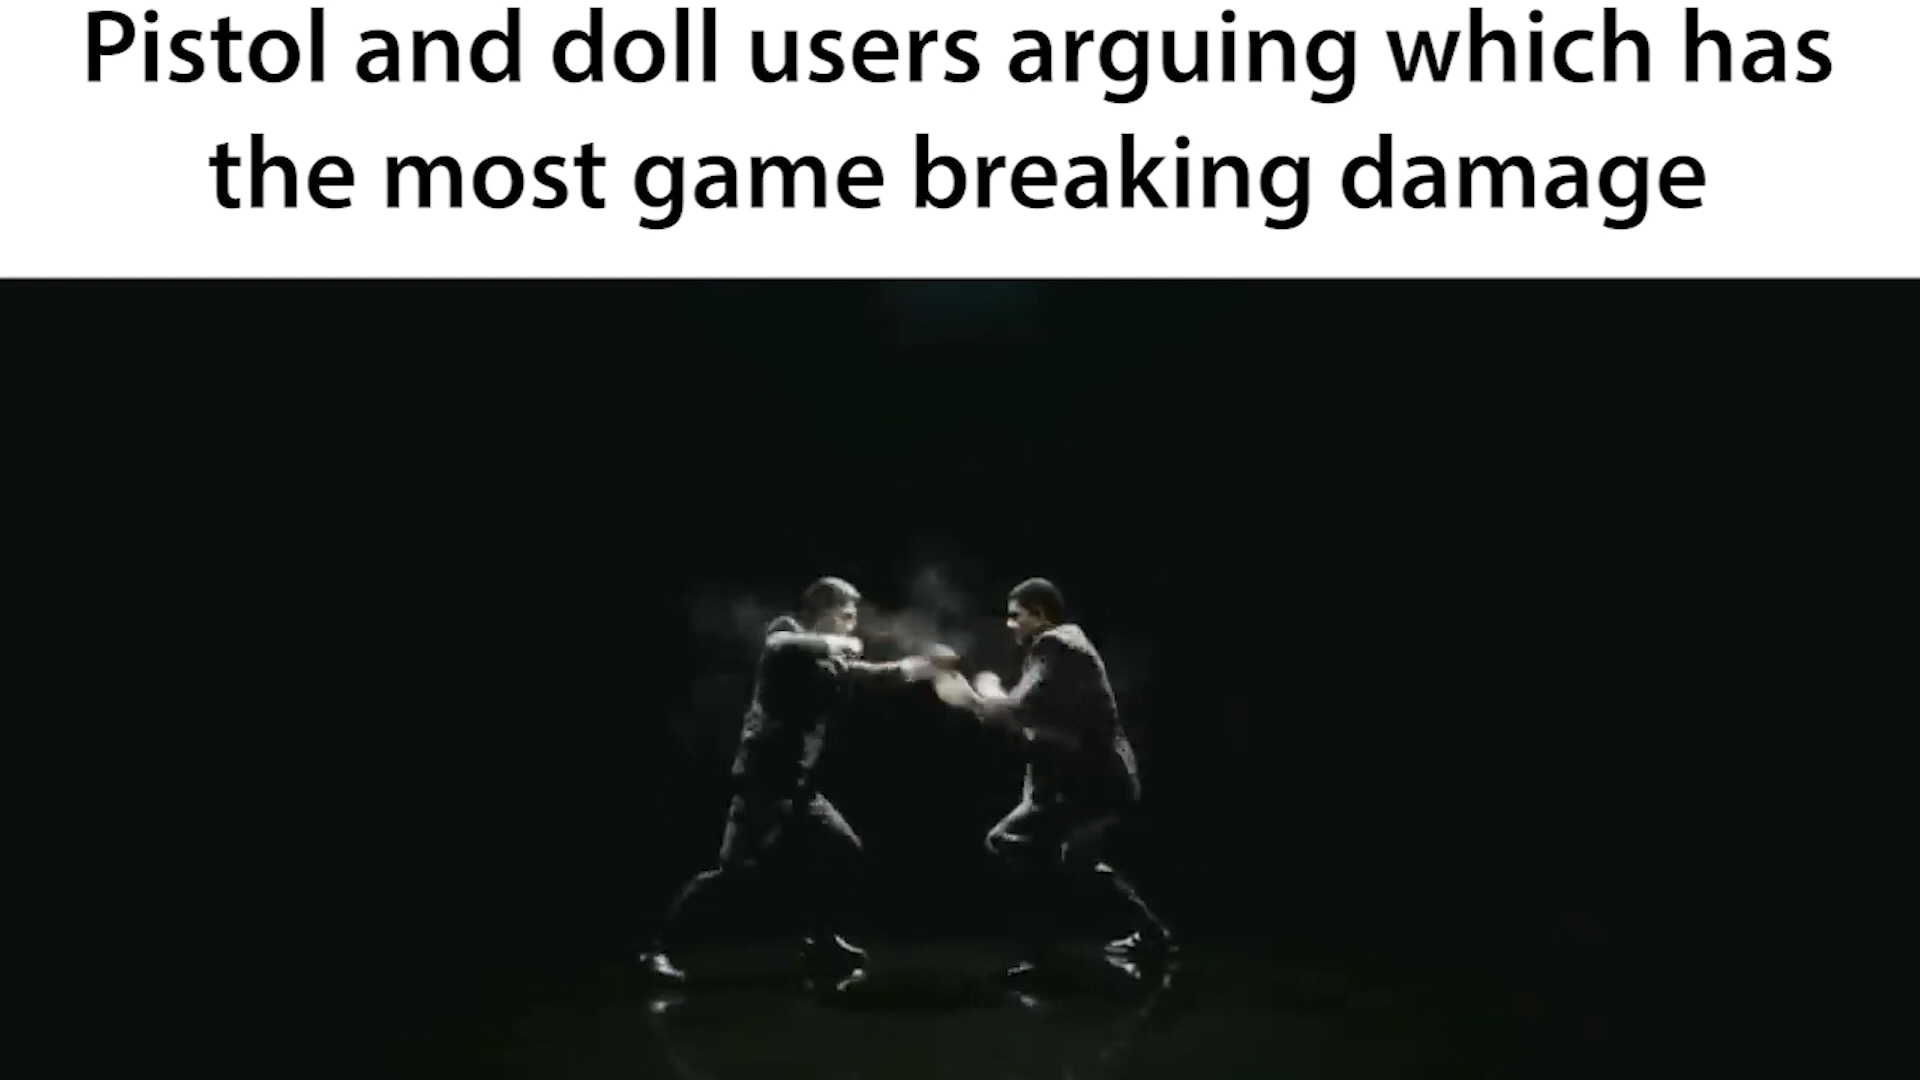 Pistol and doll users arguing which has
the most game breaking damage